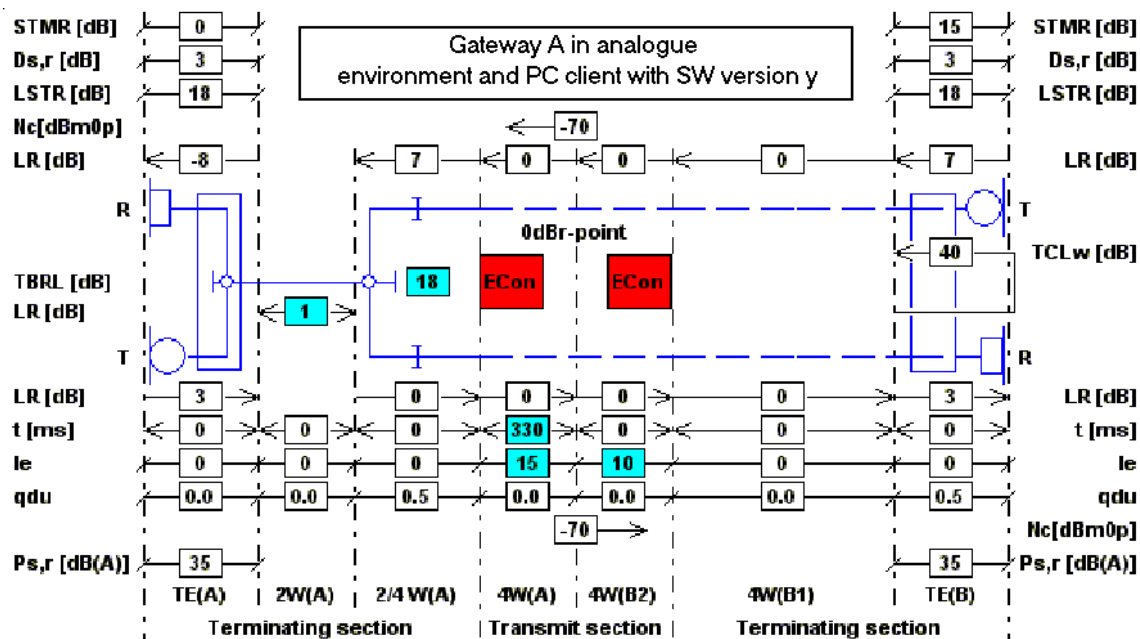 STMR [dB] 0 15 STMR [dB]
Gateway A in analogue
environment and PC client with SW version y
Ds,r [dB] 3 3 Ds,r [dB]
LSTR [dB] 18 18 LSTR [dB]
Nc[dBm0p] -70
LR [dB] -8 7 0 0 0 7 LR [dB]
R T
0dBr-point
TBRL [dB] 18 ECon ECon 40 TCLw [dB]
LR [dB] 1
T R
LR [dB] 3 0 0 0 0 3 LR [dB]
t [ms] 0 0 0 330 0 0 0 t [ms]
Ie 0 0 0 15 10 0 0 Ie
qdu 0.0 0.0 0.5 0.0 0.0 0.0 0.5 qdu
-70 Nc[dBm0p]
Ps,r [dB(A)] 35 35 Ps,r [dB(A)]
TE(A) 2W(A) 2/4 W(A) 4W(A) 4W(B2) 4W(B1) TE(B)
Terminating section Transmit section Terminating section